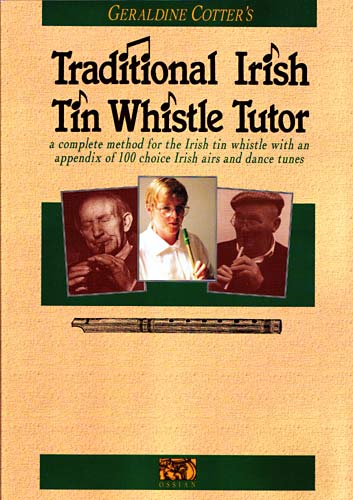 GERALDINE COTTER'S
Traditional Irish
Tin Whistle Tutor
a complete method for the Irish tin whistle with an
appendix of 100 choice Irish airs and dance tunes
OSSIAN